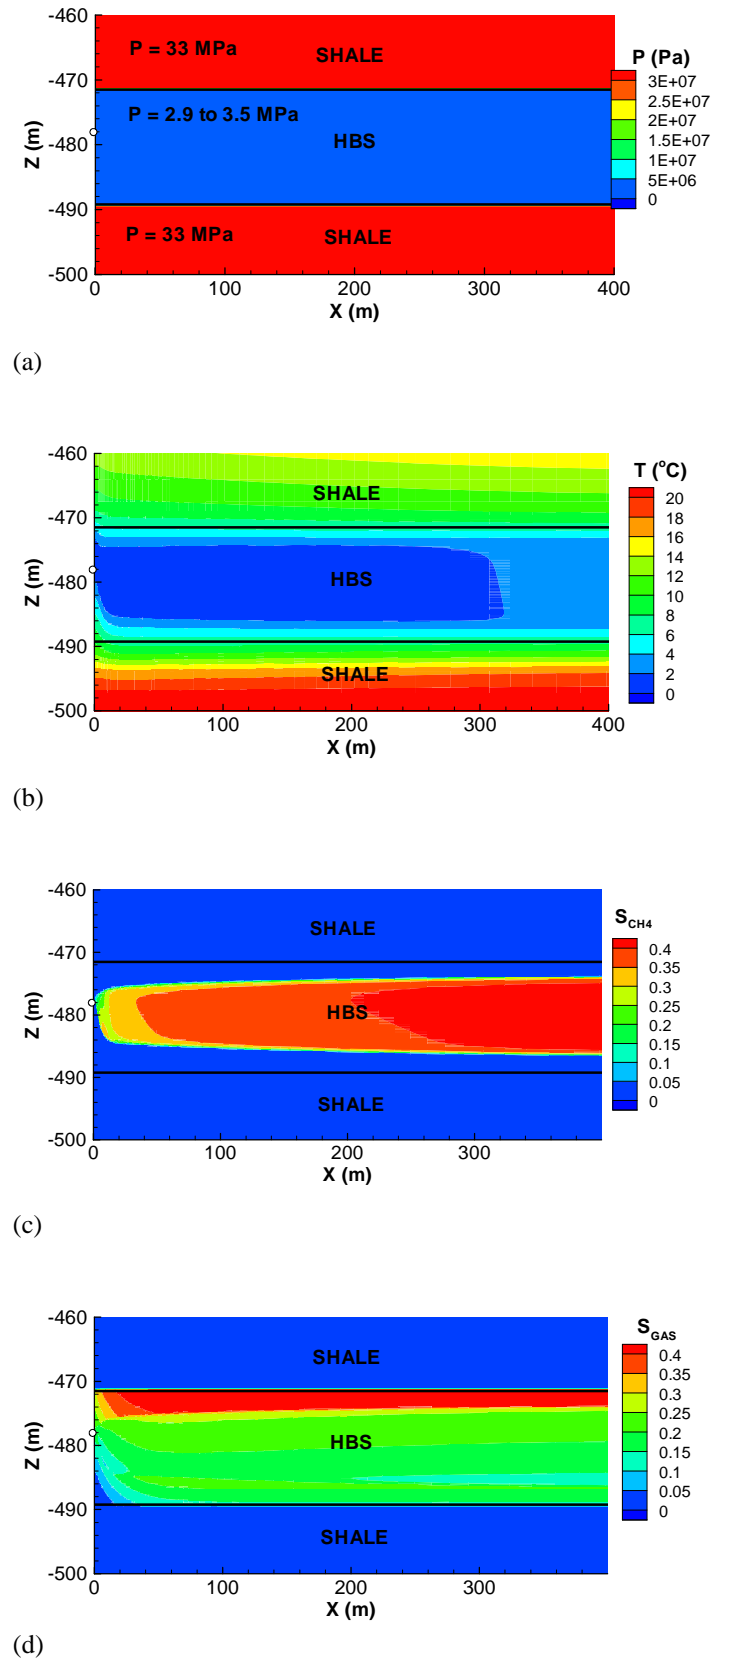 -460
P = 33 MPa
SHALE
P (Pa)
-470
P = 2.9 to 3.5 MPa
3E+07
2.5E+07
2E+07
1.5E+07
1E+07
5E+06
0
Z (m)
-480
HBS
-490
P = 33 MPa
SHALE
-500
0
100
200
300
400
X (m)
(a)
-460
T (°C)
SHALE
20
18
16
14
12
10
8
6
4
2
0
-470
Z (m)
-480
HBS
-490
SHALE
-500
0
100
200
300
400
X (m)
(b)
-460
S_CH4
SHALE
0.4
0.35
0.3
0.25
0.2
0.15
0.1
0.05
0
-470
Z (m)
-480
HBS
-490
SHALE
-500
0
100
200
300
X (m)
(c)
-460
S_GAS
SHALE
0.4
0.35
0.3
0.25
0.2
0.15
0.1
0.05
0
-470
Z (m)
-480
HBS
-490
SHALE
-500
0
100
200
300
X (m)
(d)